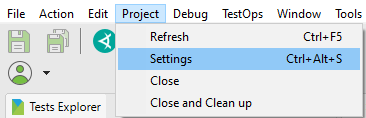 File Action Edit Project Debug TestOps Window Tools
Refresh Ctrl+F5
Settings Ctrl+Alt+S
Close
Close and Clean up
Tests Explorer